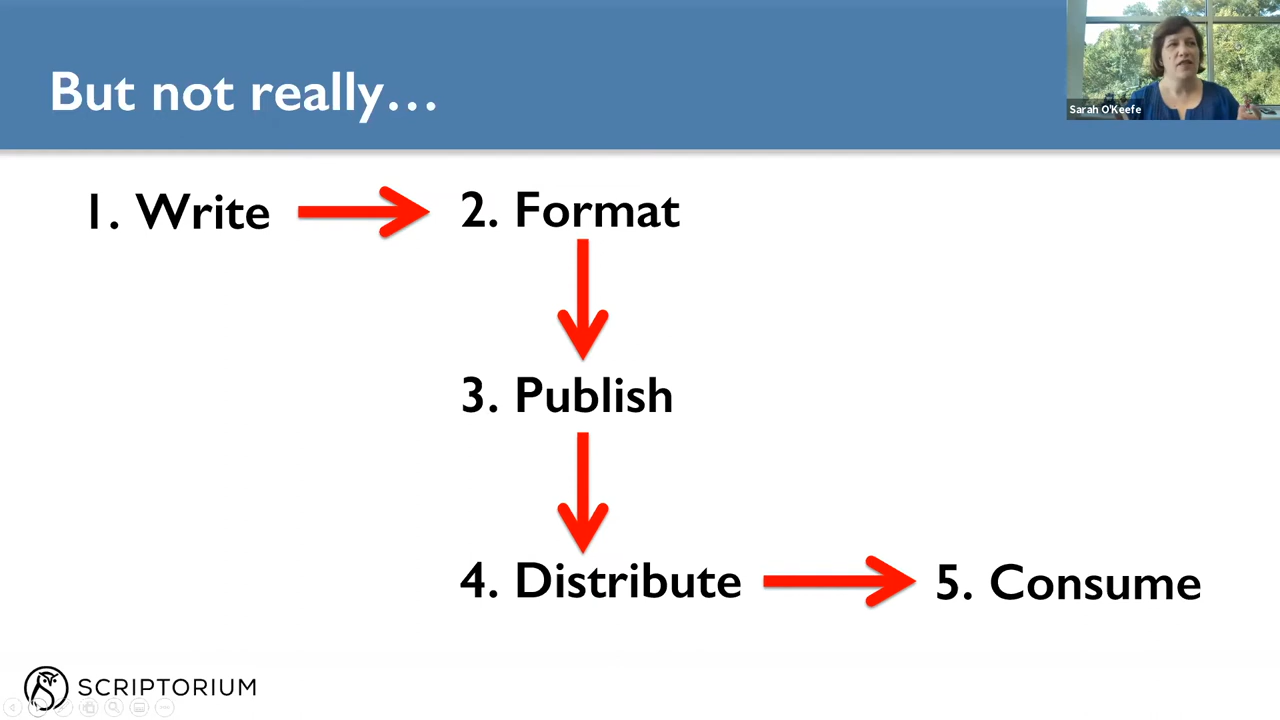 But not really…
Sarah O'Keefe
1. Write
2. Format
3. Publish
4. Distribute
5. Consume
SCRIPTORIUM